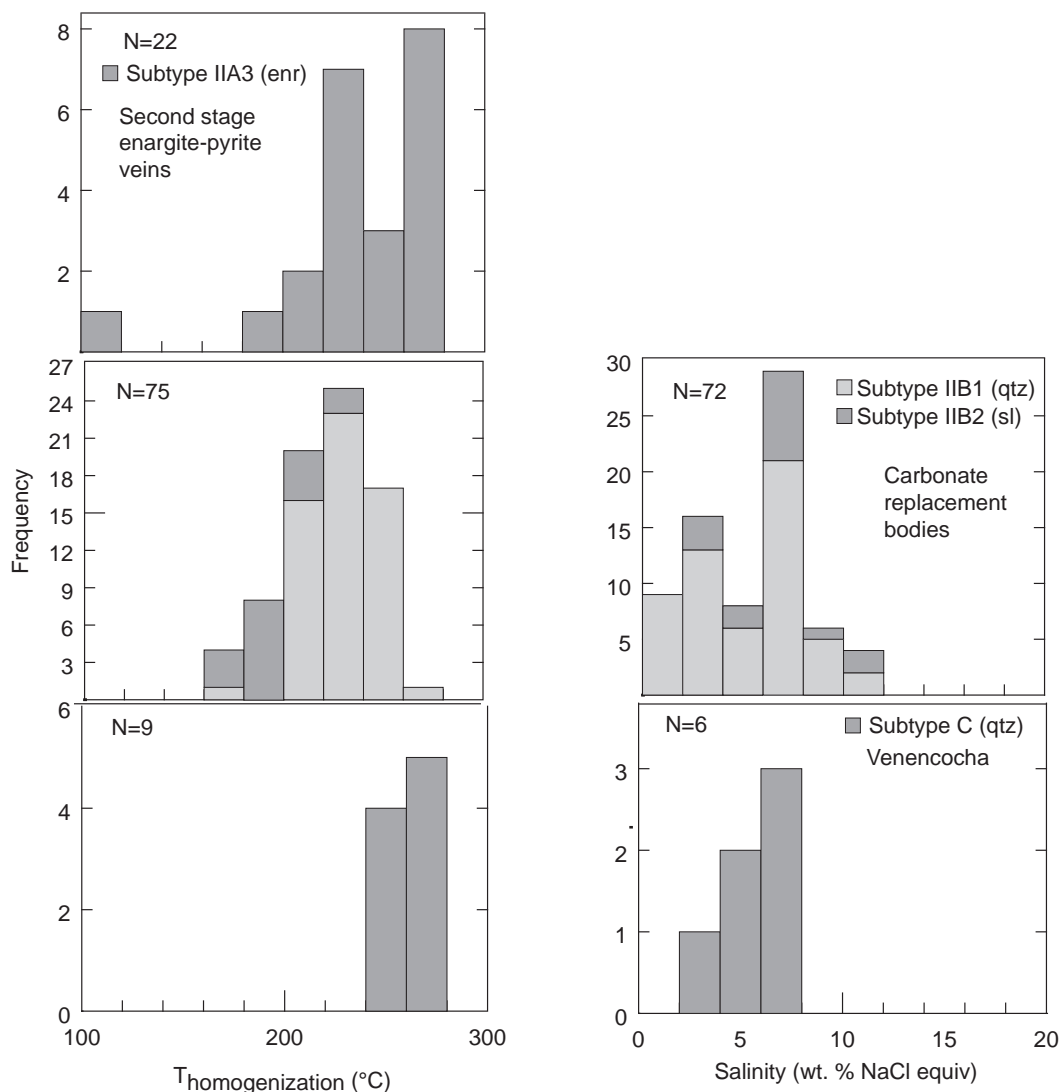 8
6
4
2
N=22
Subtype IIA3 (enr)
Second stage
enargite-pyrite
veins
27
24
21
18
15
12
9
6
3
N=75
Frequency
30
25
20
15
10
5
N=72
Subtype IIB1 (qtz)
Subtype IIB2 (sl)
Carbonate
replacement
bodies
6
4
2
0
N=9
100
200
300
Thomogenization (°C)
3
2
1
0
N=6
Subtype C (qtz)
Venencocha
0
5
10
15
20
Salinity (wt. % NaCl equiv)